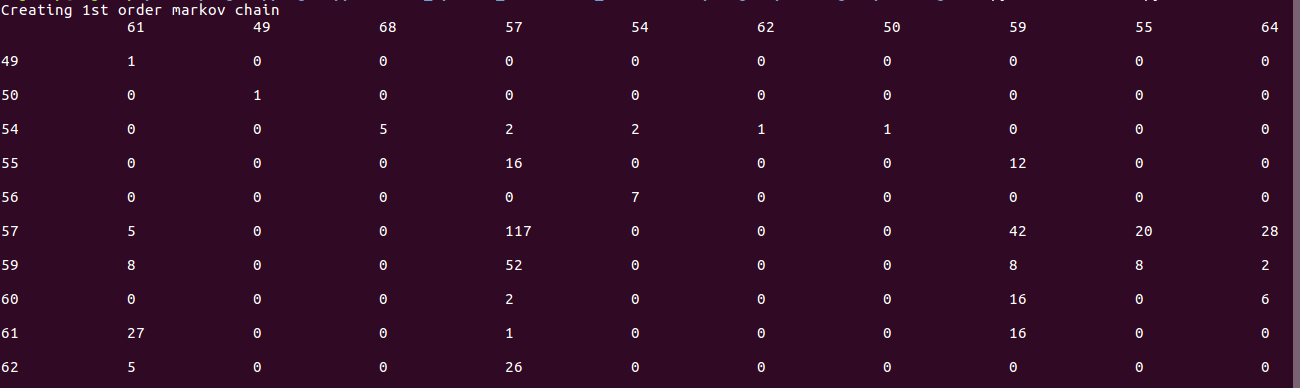 Creating 1st order markov chain
61 49 68 57 54 62 50 59 55 64
49 1 0 0 0 0 0 0 0 0 0
50 0 1 0 0 0 0 0 0 0 0
54 0 0 5 2 2 1 1 0 0 0
55 0 0 0 16 0 0 0 12 0 0
56 0 0 0 0 7 0 0 0 0 0
57 5 0 0 117 0 0 0 42 20 28
59 8 0 0 52 0 0 0 8 8 2
60 0 0 0 2 0 0 0 16 0 6
61 27 0 0 1 0 0 0 16 0 0
62 5 0 0 26 0 0 0 0 0 0